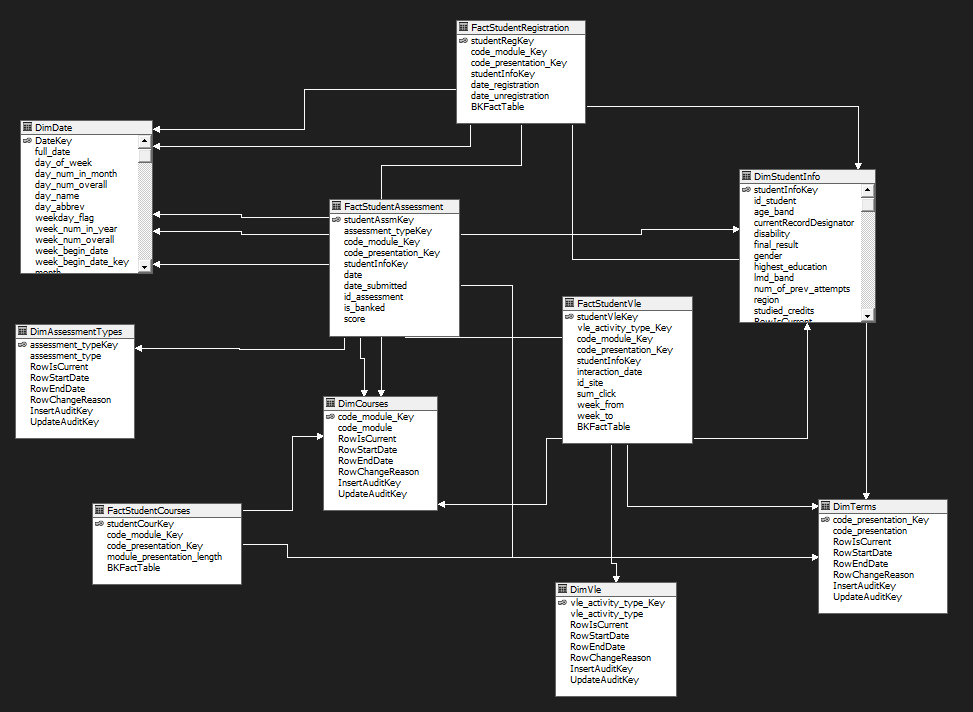 FactStudentRegistration
studentRegKey
code_module_Key
code_presentation_Key
studentInfoKey
date_registration
date_unregistration
BKFactTable
DimDate
DateKey
full_date
day_of_week
day_num_in_month
day_num_overall
day_name
day_abbrev
weekday_flag
week_num_in_year
week_num_overall
week_begin_date
week_begin_date_key
month
DimStudentInfo
studentInfoKey
id_student
age_band
currentRecordDesignator
disability
final_result
gender
highest_education
lmd_band
num_of_prev_attempts
region
studied_credits
RowIsCurrent
FactStudentAssessment
studentAssmKey
assessment_typeKey
code_module_Key
code_presentation_Key
studentInfoKey
date
date_submitted
id_assessment
is_banked
score
FactStudentVle
studentVleKey
vle_activity_type_Key
code_module_Key
code_presentation_Key
studentInfoKey
interaction_date
id_site
sum_click
week_from
week_to
BKFactTable
DimAssessmentTypes
assessment_typeKey
assessment_type
RowIsCurrent
RowStartDate
RowEndDate
RowChangeReason
InsertAuditKey
UpdateAuditKey
DimCourses
code_module_Key
code_module
RowIsCurrent
RowStartDate
RowEndDate
RowChangeReason
InsertAuditKey
UpdateAuditKey
FactStudentCourses
studentCourKey
code_module_Key
code_presentation_Key
module_presentation_length
BKFactTable
DimTerms
code_presentation_Key
code_presentation
RowIsCurrent
RowStartDate
RowEndDate
RowChangeReason
InsertAuditKey
UpdateAuditKey
DimVle
vle_activity_type_Key
vle_activity_type
RowIsCurrent
RowStartDate
RowEndDate
RowChangeReason
InsertAuditKey
UpdateAuditKey